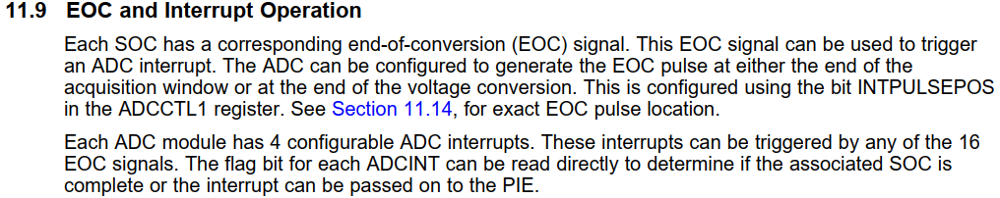 11.9 EOC and Interrupt Operation
Each SOC has a corresponding end-of-conversion (EOC) signal. This EOC signal can be used to trigger
an ADC interrupt. The ADC can be configured to generate the EOC pulse at either the end of the
acquisition window or at the end of the voltage conversion. This is configured using the bit INTPULSEPOS
in the ADCCTL1 register. See Section 11.14, for exact EOC pulse location.
Each ADC module has 4 configurable ADC interrupts. These interrupts can be triggered by any of the 16
EOC signals. The flag bit for each ADCINT can be read directly to determine if the associated SOC is
complete or the interrupt can be passed on to the PIE.